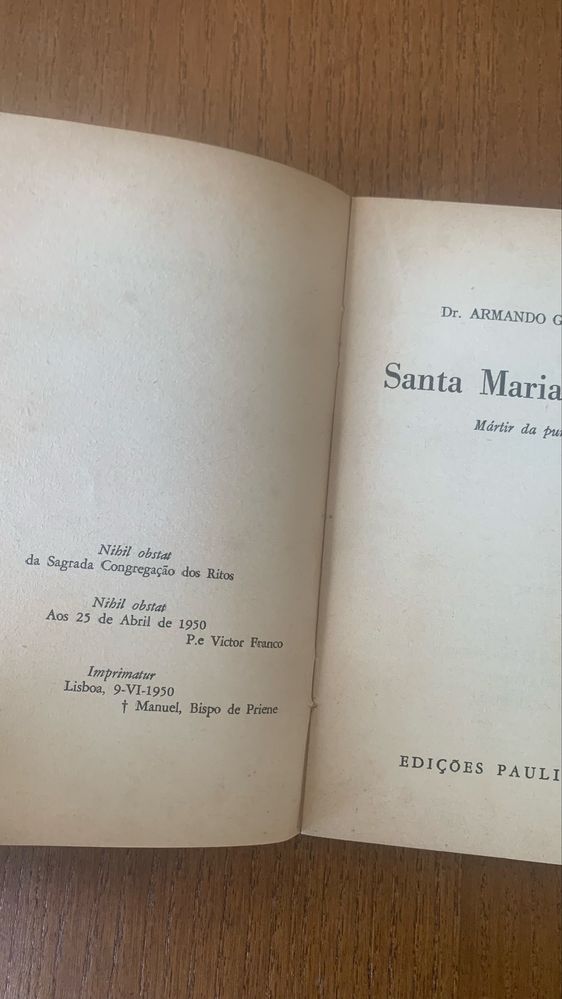 Nihil obstat
da Sagrada Congregação dos Ritos
Nihil obstat
Aos 25 de Abril de 1950
P.e Victor Franco
Imprimatur
Lisboa, 9-VI-1950
† Manuel, Bispo de Priene
Dr. ARMANDO G
Santa Maria
Mártir da pu
EDIÇÕES PAULI